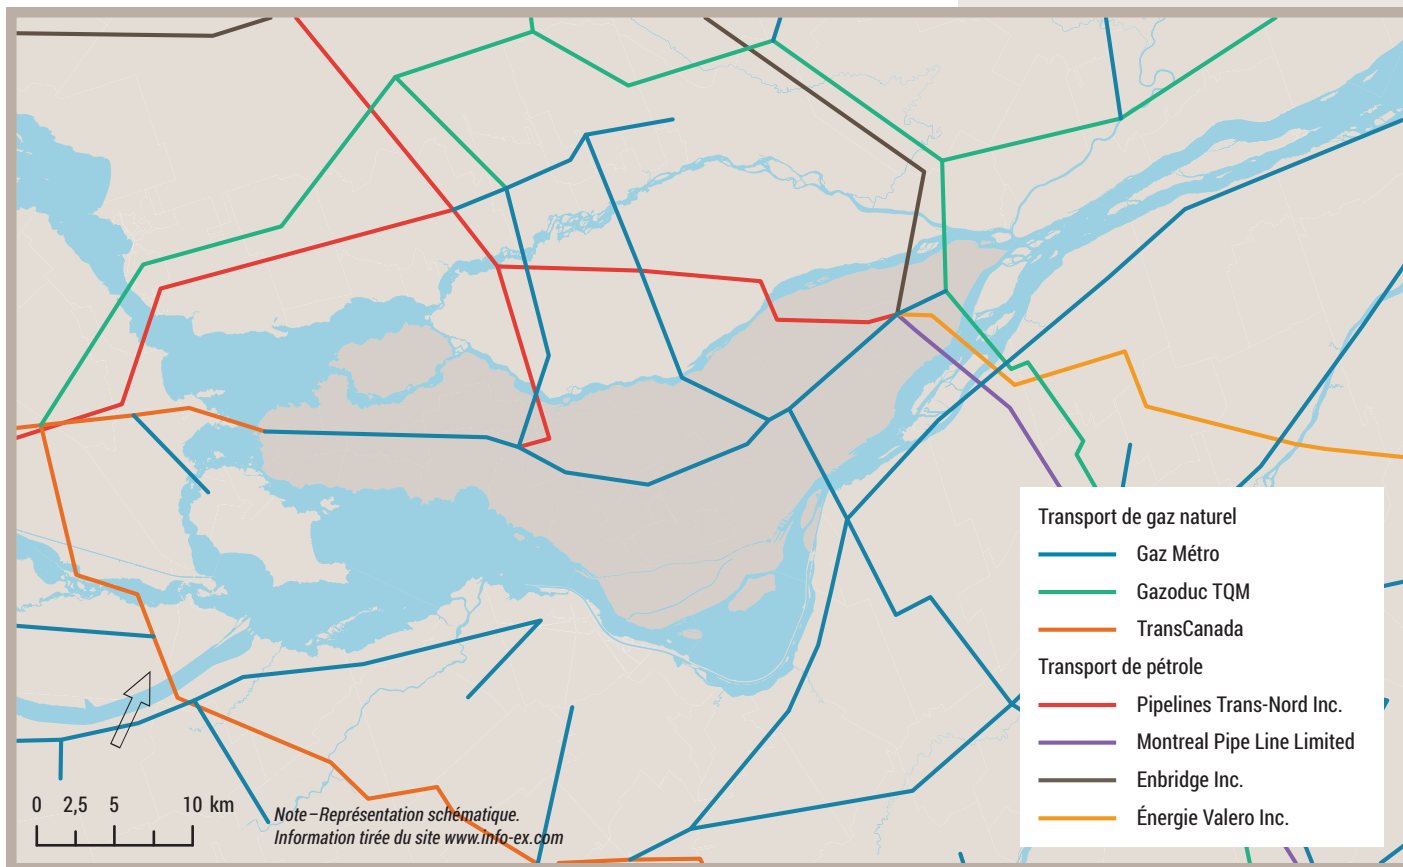 Transport de gaz naturel
Gaz Métro
Gazoduc TQM
TransCanada
Transport de pétrole
Pipelines Trans-Nord Inc.
Montreal Pipe Line Limited
Enbridge Inc.
Énergie Valero Inc.
0 2,5 5 10 km
Note – Représentation schématique.
Information tirée du site www.info-ex.com